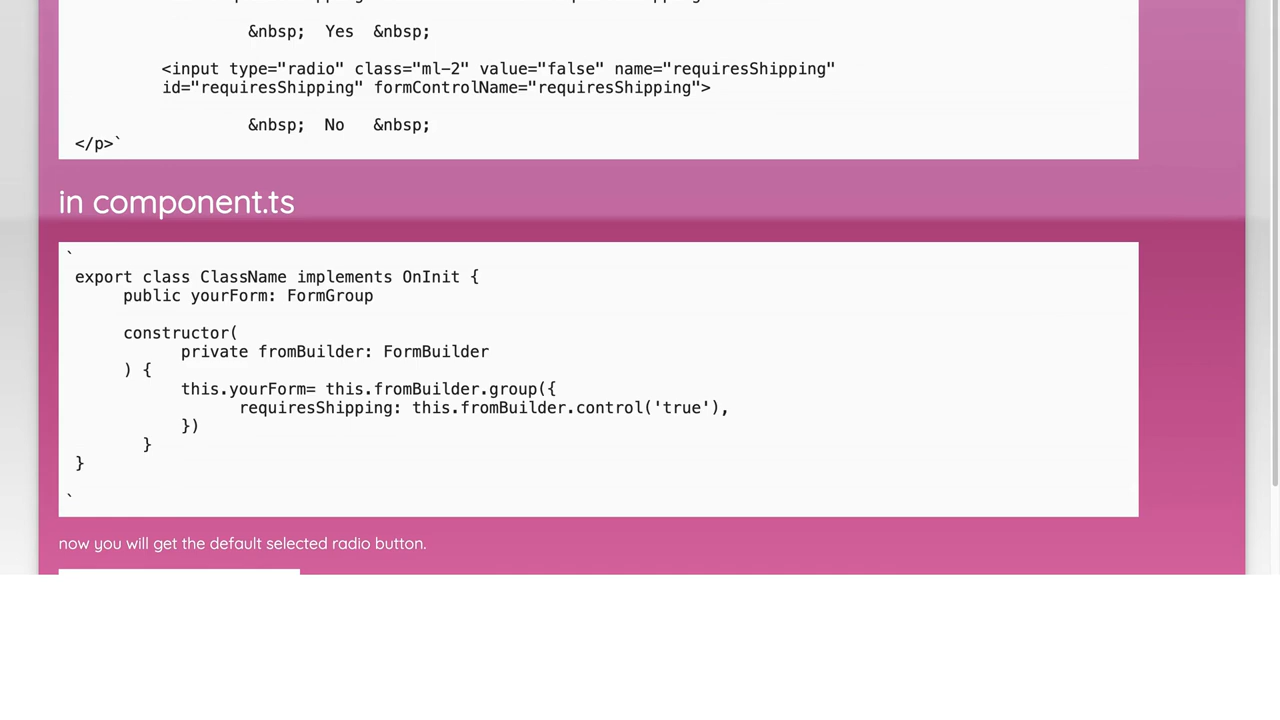 &nbsp;  Yes  &nbsp;
<input type="radio" class="ml-2" value="false" name="requiresShipping"
id="requiresShipping" formControlName="requiresShipping">
&nbsp;  No   &nbsp;
</p>`
in component.ts
`
export class ClassName implements OnInit {
public yourForm: FormGroup
constructor(
private fromBuilder: FormBuilder
) {
this.yourForm= this.fromBuilder.group({
requiresShipping: this.fromBuilder.control('true'),
})
}
}
`
now you will get the default selected radio button.